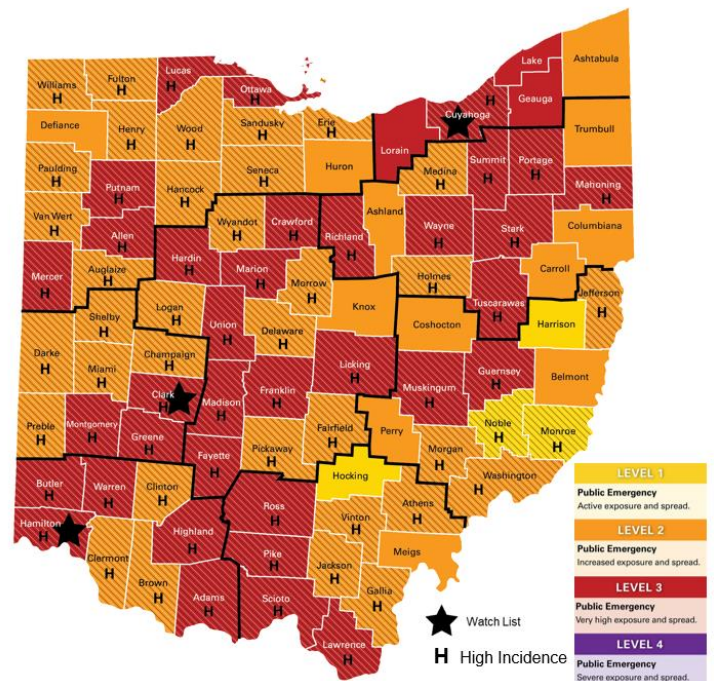 Williams
H
Fulton
H
Lucas
H
Ottawa
H
Lake
Ashtabula
Geauga
Cuyahoga
H
Defiance
Henry
H
Wood
H
Sandusky
H
Erie
H
Lorain
Trumbull
Paulding
H
Putnam
H
Hancock
H
Seneca
H
Huron
Medina
H
Summit
H
Portage
H
Mahoning
H
Van Wert
H
Allen
H
Wyandot
H
Crawford
H
Richland
H
Ashland
Wayne
H
Stark
H
Columbiana
Mercer
H
Auglaize
H
Hardin
H
Marion
H
Morrow
H
Holmes
H
Tuscarawas
H
Carroll
Jefferson
H
Shelby
H
Logan
H
Union
H
Delaware
H
Knox
Coshocton
Harrison
Darke
H
Miami
H
Champaign
H
Licking
H
Muskingum
H
Guernsey
H
Belmont
Clark
H
Madison
H
Franklin
H
Preble
H
Montgomery
H
Greene
H
Fayette
H
Pickaway
H
Fairfield
H
Perry
Morgan
H
Noble
H
Monroe
H
Butler
H
Warren
H
Clinton
H
Ross
H
Hocking
Athens
H
Washington
H
Hamilton
H
Clermont
H
Brown
H
Highland
H
Pike
H
Vinton
H
Meigs
Adams
H
Scioto
H
Jackson
H
Gallia
H
Lawrence
H
Watch List
H High Incidence
LEVEL 1
Public Emergency
Active exposure and spread.
LEVEL 2
Public Emergency
Increased exposure and spread.
LEVEL 3
Public Emergency
Very high exposure and spread.
LEVEL 4
Public Emergency
Severe exposure and spread.